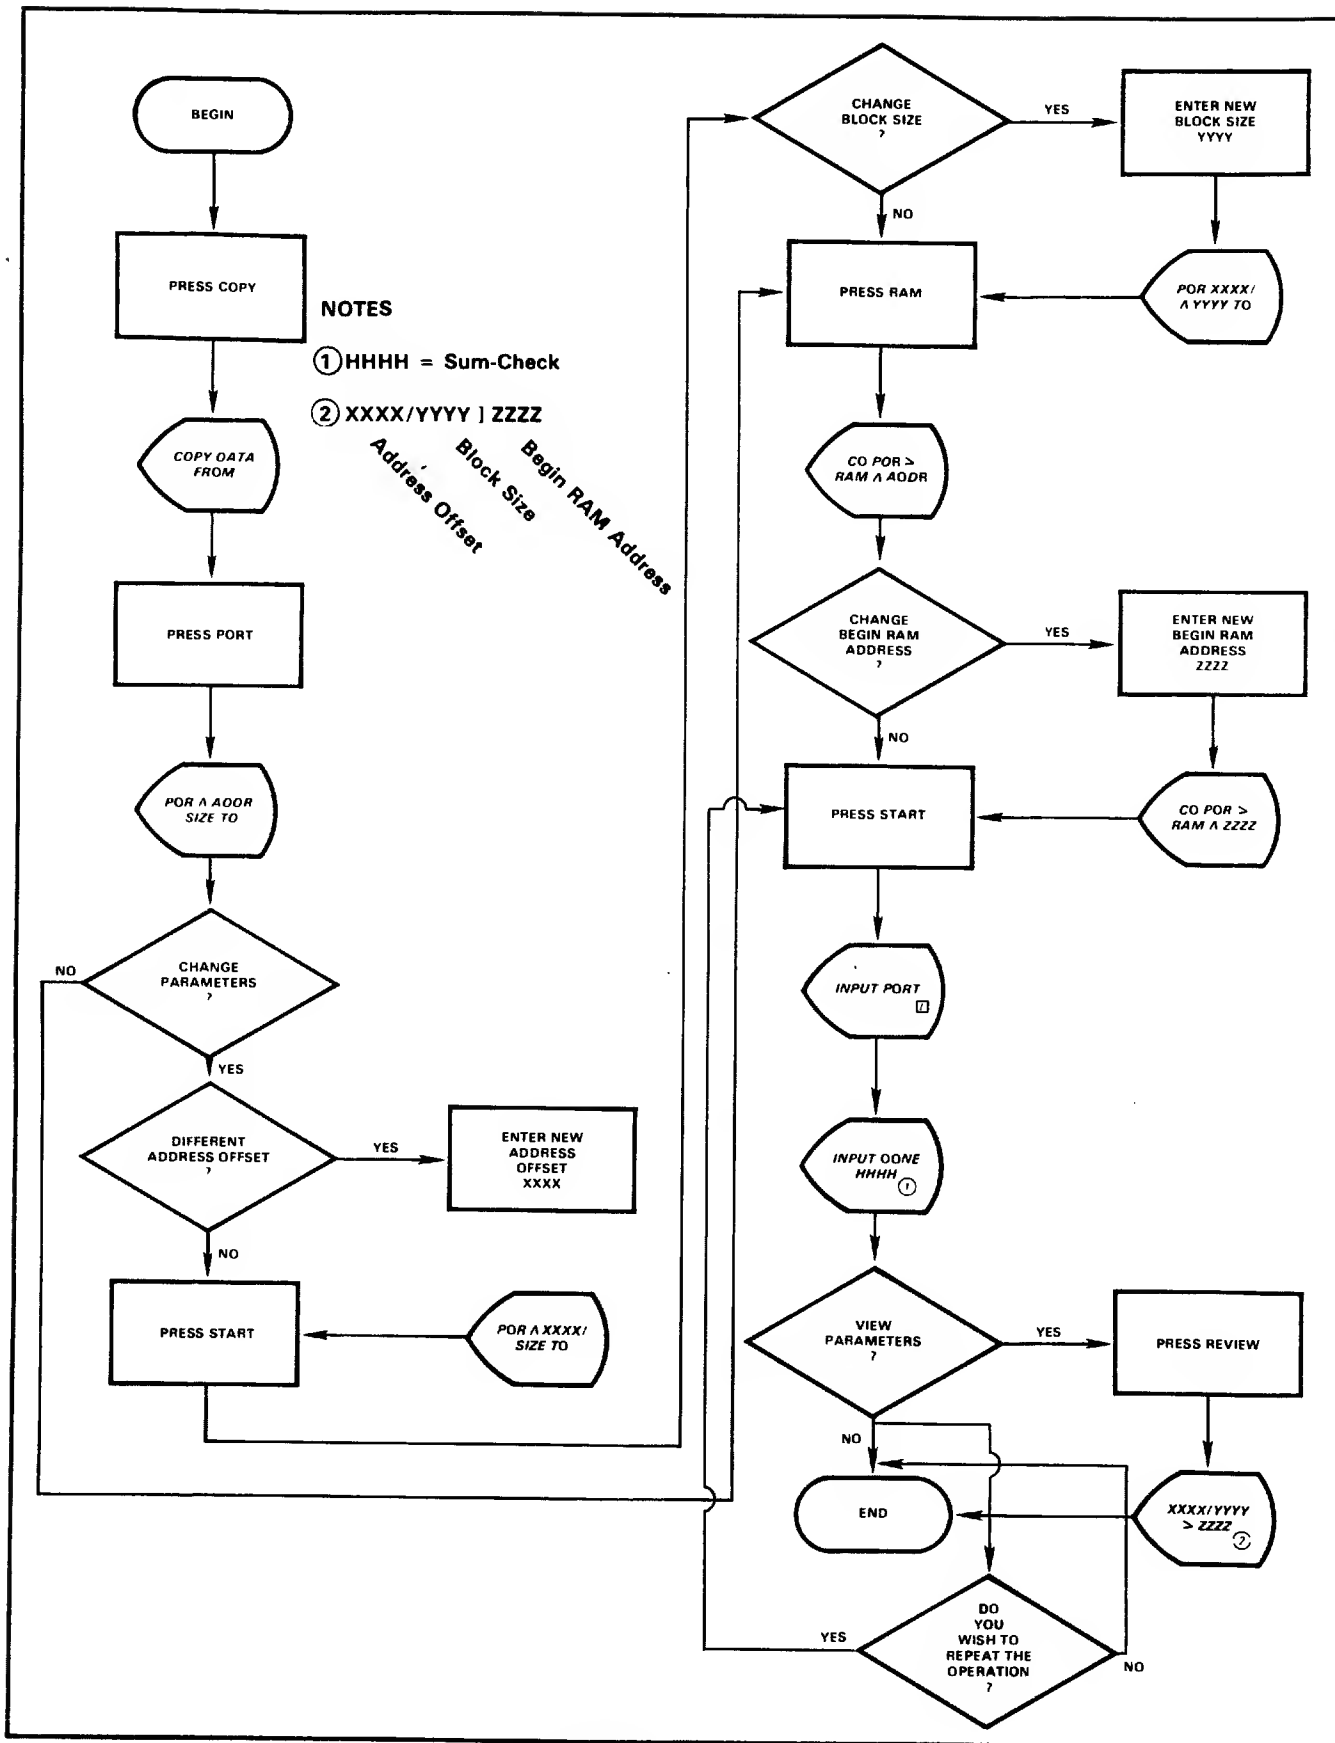 BEGIN
PRESS COPY
NOTES
① HHHH = Sum-Check
② XXXX/YYYY ] ZZZZ
Address Offset
Block Size
Begin RAM Address
COPY DATA
FROM
PRESS PORT
POR Λ AOOR
SIZE TO
CHANGE
PARAMETERS
?
NO
YES
DIFFERENT
ADDRESS OFFSET
?
YES
ENTER NEW
ADDRESS
OFFSET
XXXX
NO
PRESS START
POR Λ XXXX/
SIZE TO
CHANGE
BLOCK SIZE
?
YES
ENTER NEW
BLOCK SIZE
YYYY
NO
PRESS RAM
POR XXXX/
Λ YYYY TO
CO POR >
RAM Λ AODR
CHANGE
BEGIN RAM
ADDRESS
?
YES
ENTER NEW
BEGIN RAM
ADDRESS
ZZZZ
NO
PRESS START
CO POR >
RAM Λ ZZZZ
INPUT PORT
INPUT OONE
HHHH ①
VIEW
PARAMETERS
?
YES
PRESS REVIEW
NO
END
XXXX/YYYY
> ZZZZ ②
DO
YOU
WISH TO
REPEAT THE
OPERATION
?
YES
NO